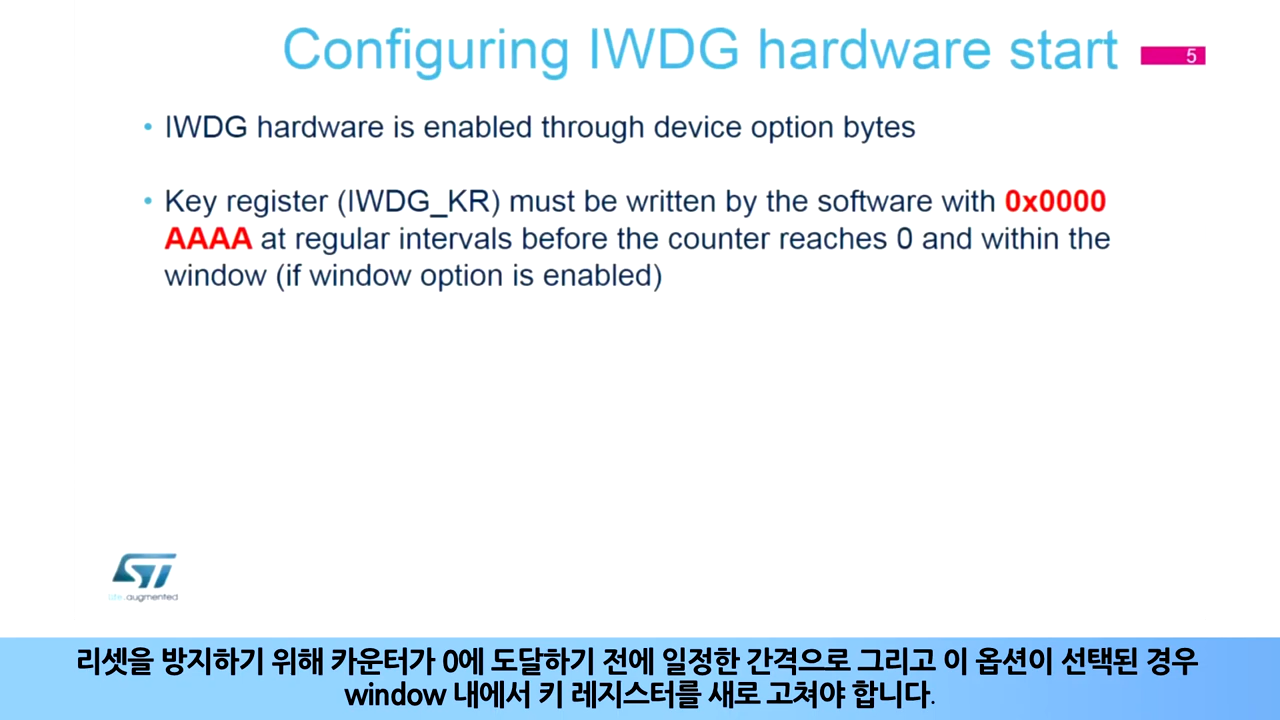 Configuring IWDG hardware start
5
• IWDG hardware is enabled through device option bytes
• Key register (IWDG_KR) must be written by the software with 0x0000
AAAA at regular intervals before the counter reaches 0 and within the
window (if window option is enabled)
ST
life.augmented
리셋을 방지하기 위해 카운터가 0에 도달하기 전에 일정한 간격으로 그리고 이 옵션이 선택된 경우
window 내에서 키 레지스터를 새로 고쳐야 합니다.